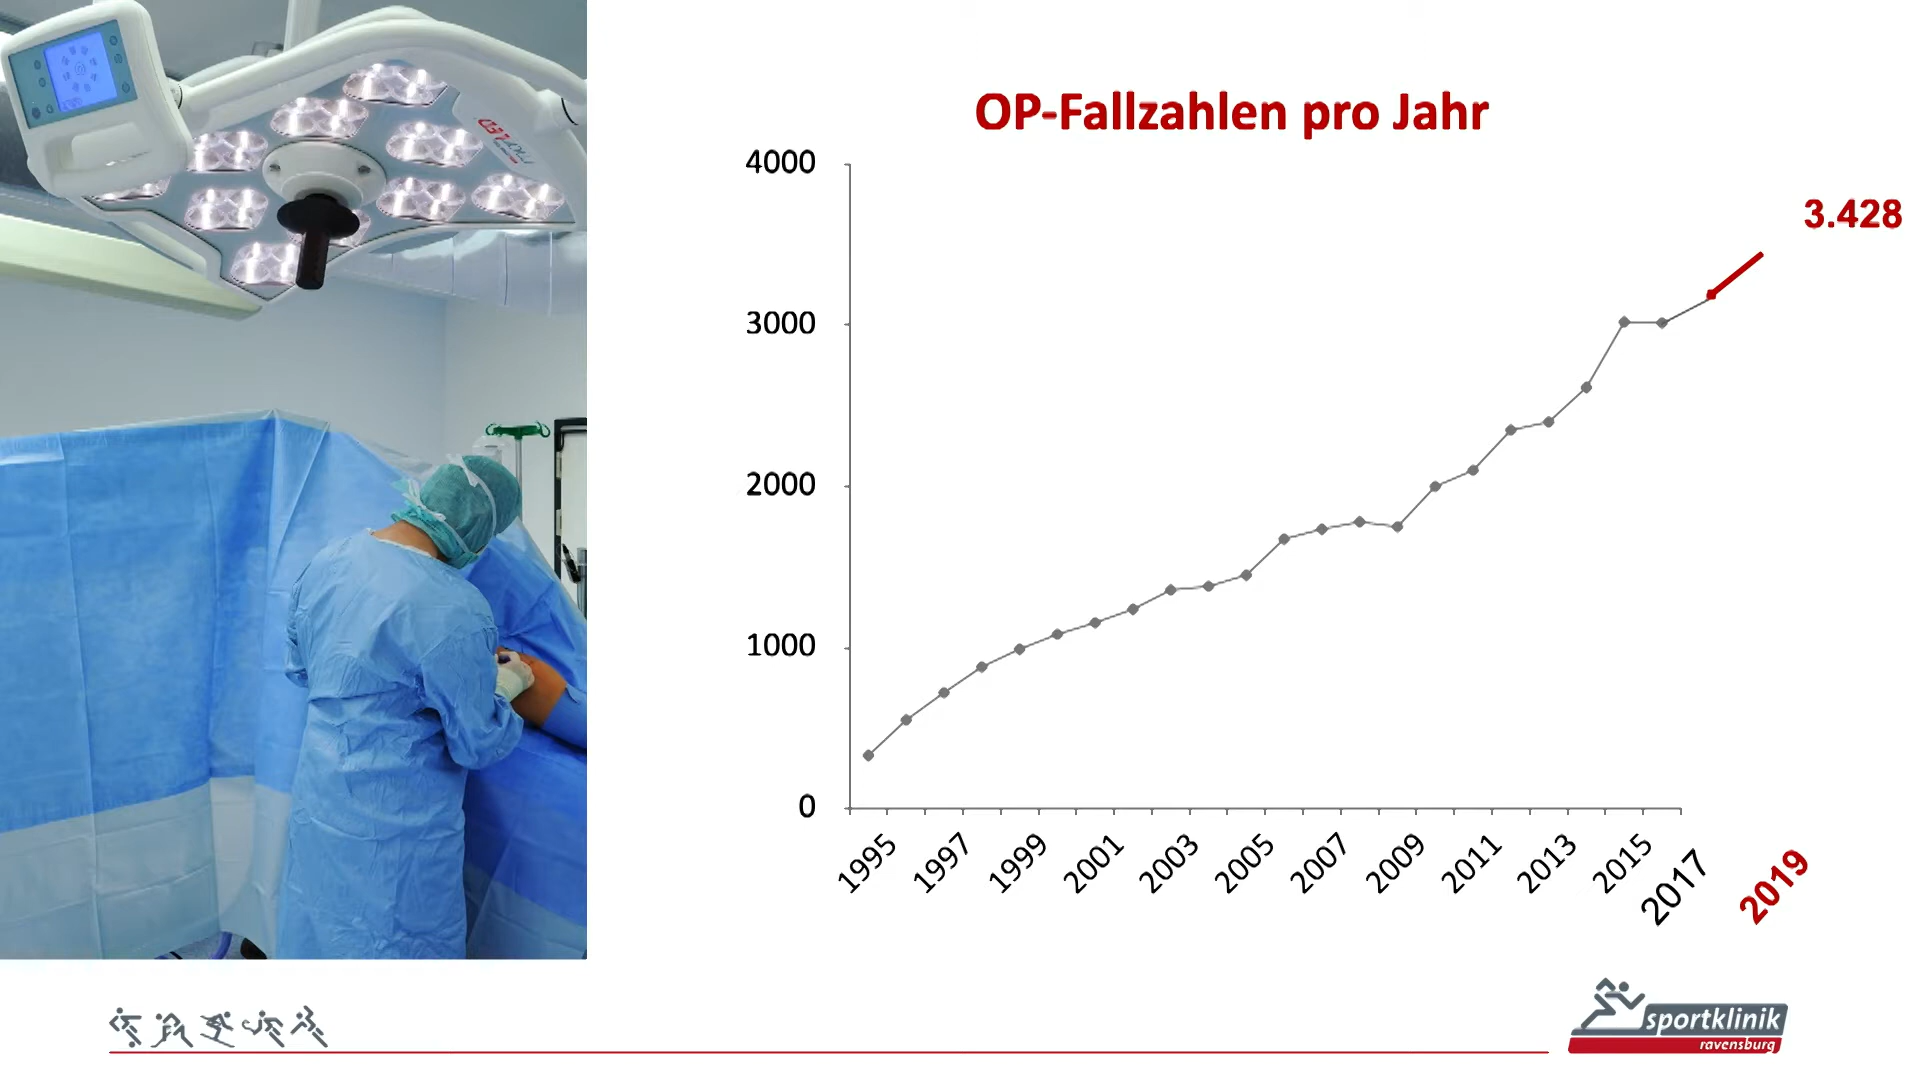 OP-Fallzahlen pro Jahr
4000
3.428
3000
2000
1000
0
1995 1997 1999 2001 2003 2005 2007 2009 2011 2013 2015 2017 2019
sportklinik
ravensburg